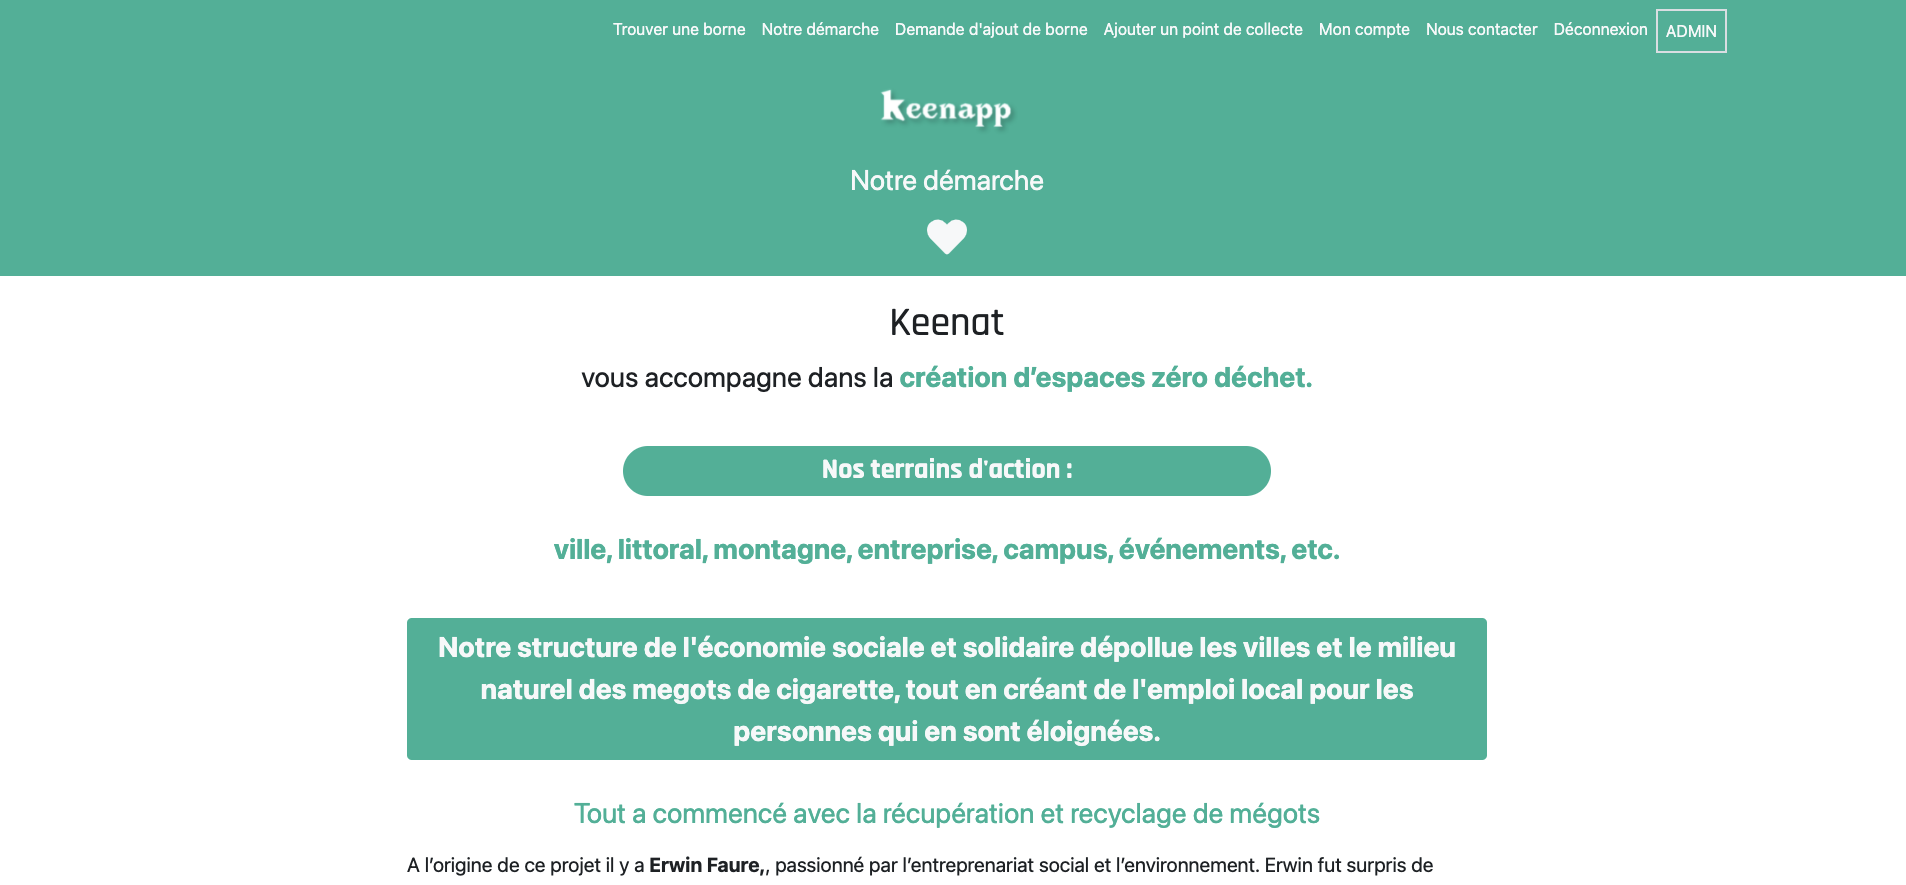 Trouver une borne Notre démarche Demande d'ajout de borne Ajouter un point de collecte Mon compte Nous contacter Déconnexion ADMIN
keenapp
Notre démarche
Keenat
vous accompagne dans la création d’espaces zéro déchet.
Nos terrains d'action :
ville, littoral, montagne, entreprise, campus, événements, etc.
Notre structure de l'économie sociale et solidaire dépollue les villes et le milieu
naturel des megots de cigarette, tout en créant de l'emploi local pour les
personnes qui en sont éloignées.
Tout a commencé avec la récupération et recyclage de mégots
A l’origine de ce projet il y a Erwin Faure,, passionné par l’entreprenariat social et l’environnement. Erwin fut surpris de